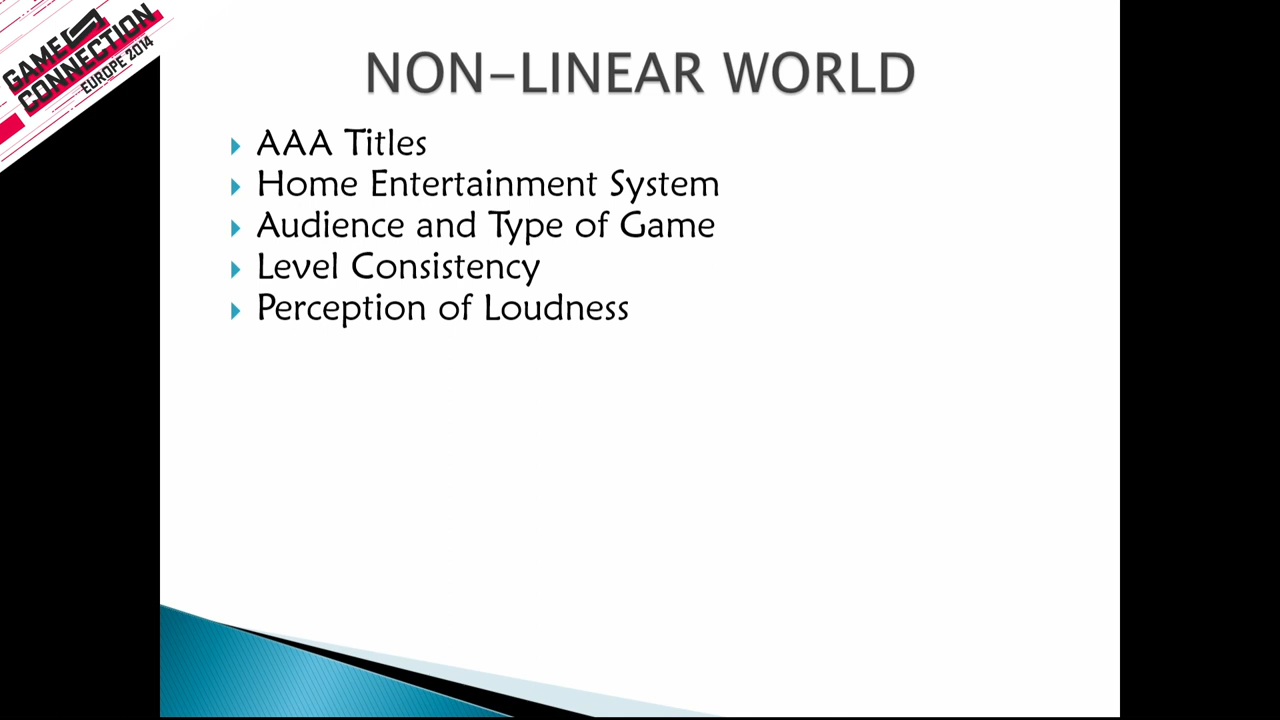 GAME
CONNECTION
EUROPE 2014
NON-LINEAR WORLD
AAA Titles
Home Entertainment System
Audience and Type of Game
Level Consistency
Perception of Loudness